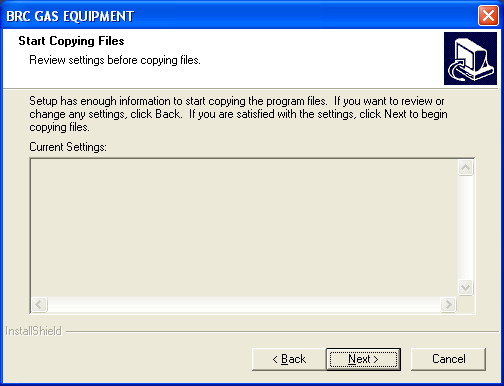 BRC GAS EQUIPMENT
Start Copying Files
Review settings before copying files.
Setup has enough information to start copying the program files. If you want to review or
change any settings, click Back. If you are satisfied with the settings, click Next to begin
copying files.
Current Settings:
InstallShield
< Back Next > Cancel